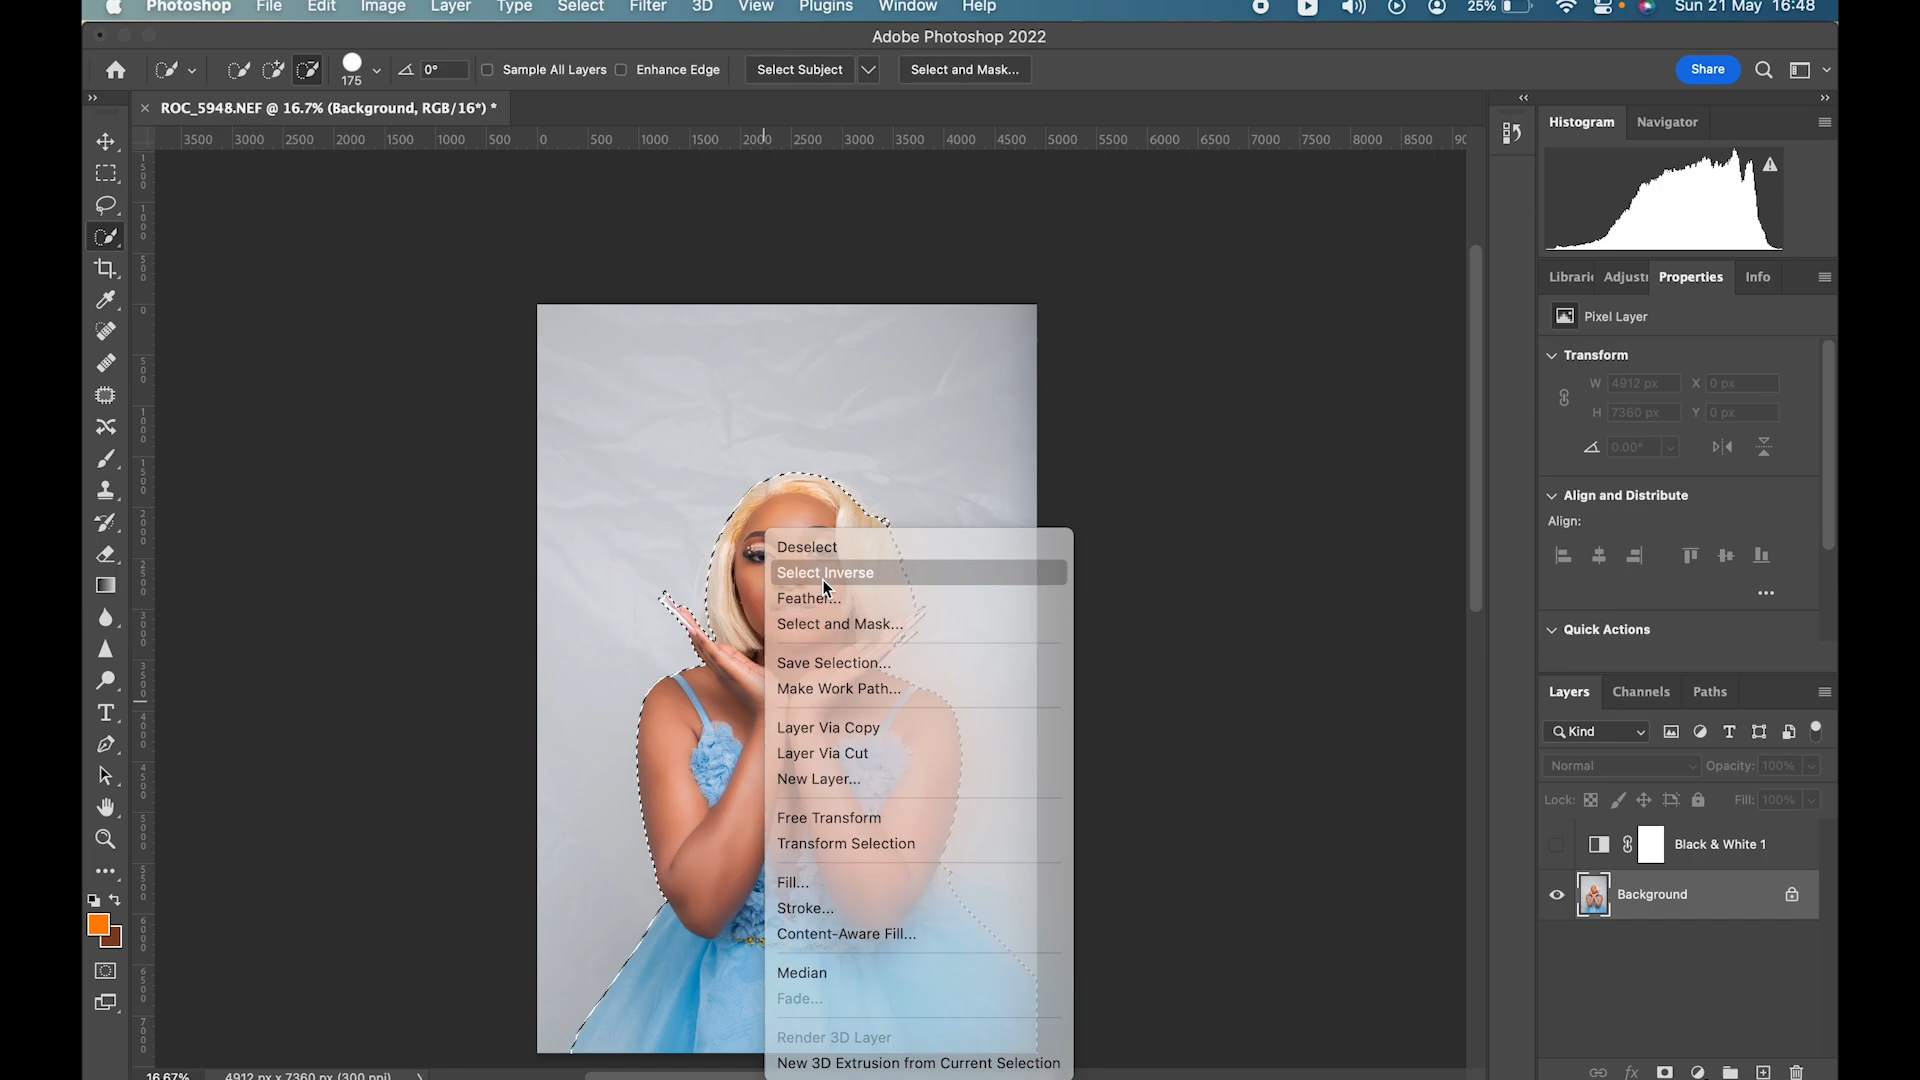 Photoshop File Edit Image Layer Type Select Filter 3D View Plugins Window Help 25% Sun 21 May 16:48
Adobe Photoshop 2022
175 0° Sample All Layers Enhance Edge Select Subject Select and Mask... Share
ROC_5948.NEF @ 16.7% (Background, RGB/16*) *
3500 3000 2500 2000 1500 1000 500 0 500 1000 1500 2000 2500 3000 3500 4000 4500 5000 5500 6000 6500 7000 7500 8000 8500
Histogram Navigator
Properties Info
Pixel Layer
Transform
W 4912 px X 0 px
H 7360 px Y 0 px
0.00°
Align and Distribute
Align:
Quick Actions
Layers Channels Paths
Kind
Normal Opacity: 100%
Lock: Fill: 100%
Black & White 1
Background
Deselect
Select Inverse
Feather...
Select and Mask...
Save Selection...
Make Work Path...
Layer Via Copy
Layer Via Cut
New Layer...
Free Transform
Transform Selection
Fill...
Stroke...
Content-Aware Fill...
Median
Fade...
Render 3D Layer
New 3D Extrusion from Current Selection
16.67% 4912 px x 7360 px (300 ppi)